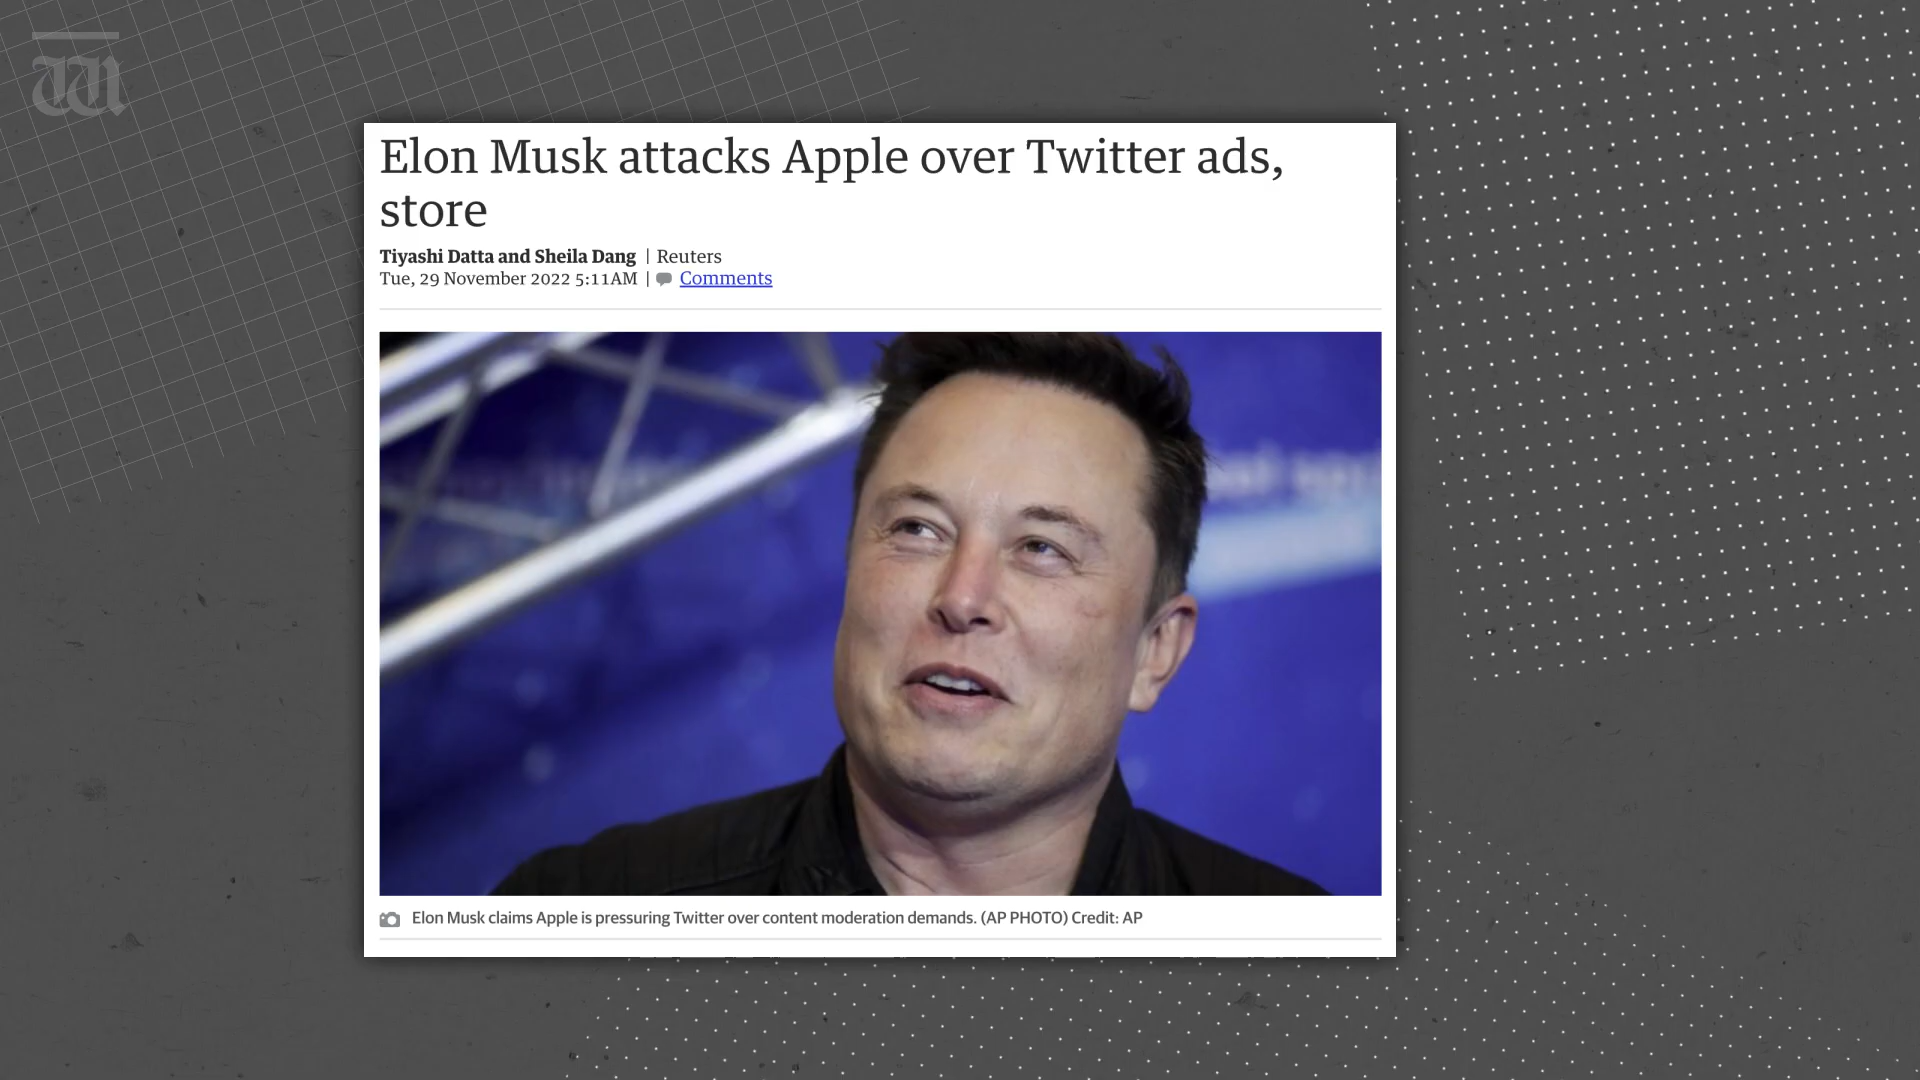 Elon Musk attacks Apple over Twitter ads,
store
Tiyashi Datta and Sheila Dang | Reuters
Tue, 29 November 2022 5:11AM | Comments
Elon Musk claims Apple is pressuring Twitter over content moderation demands. (AP PHOTO) Credit: AP